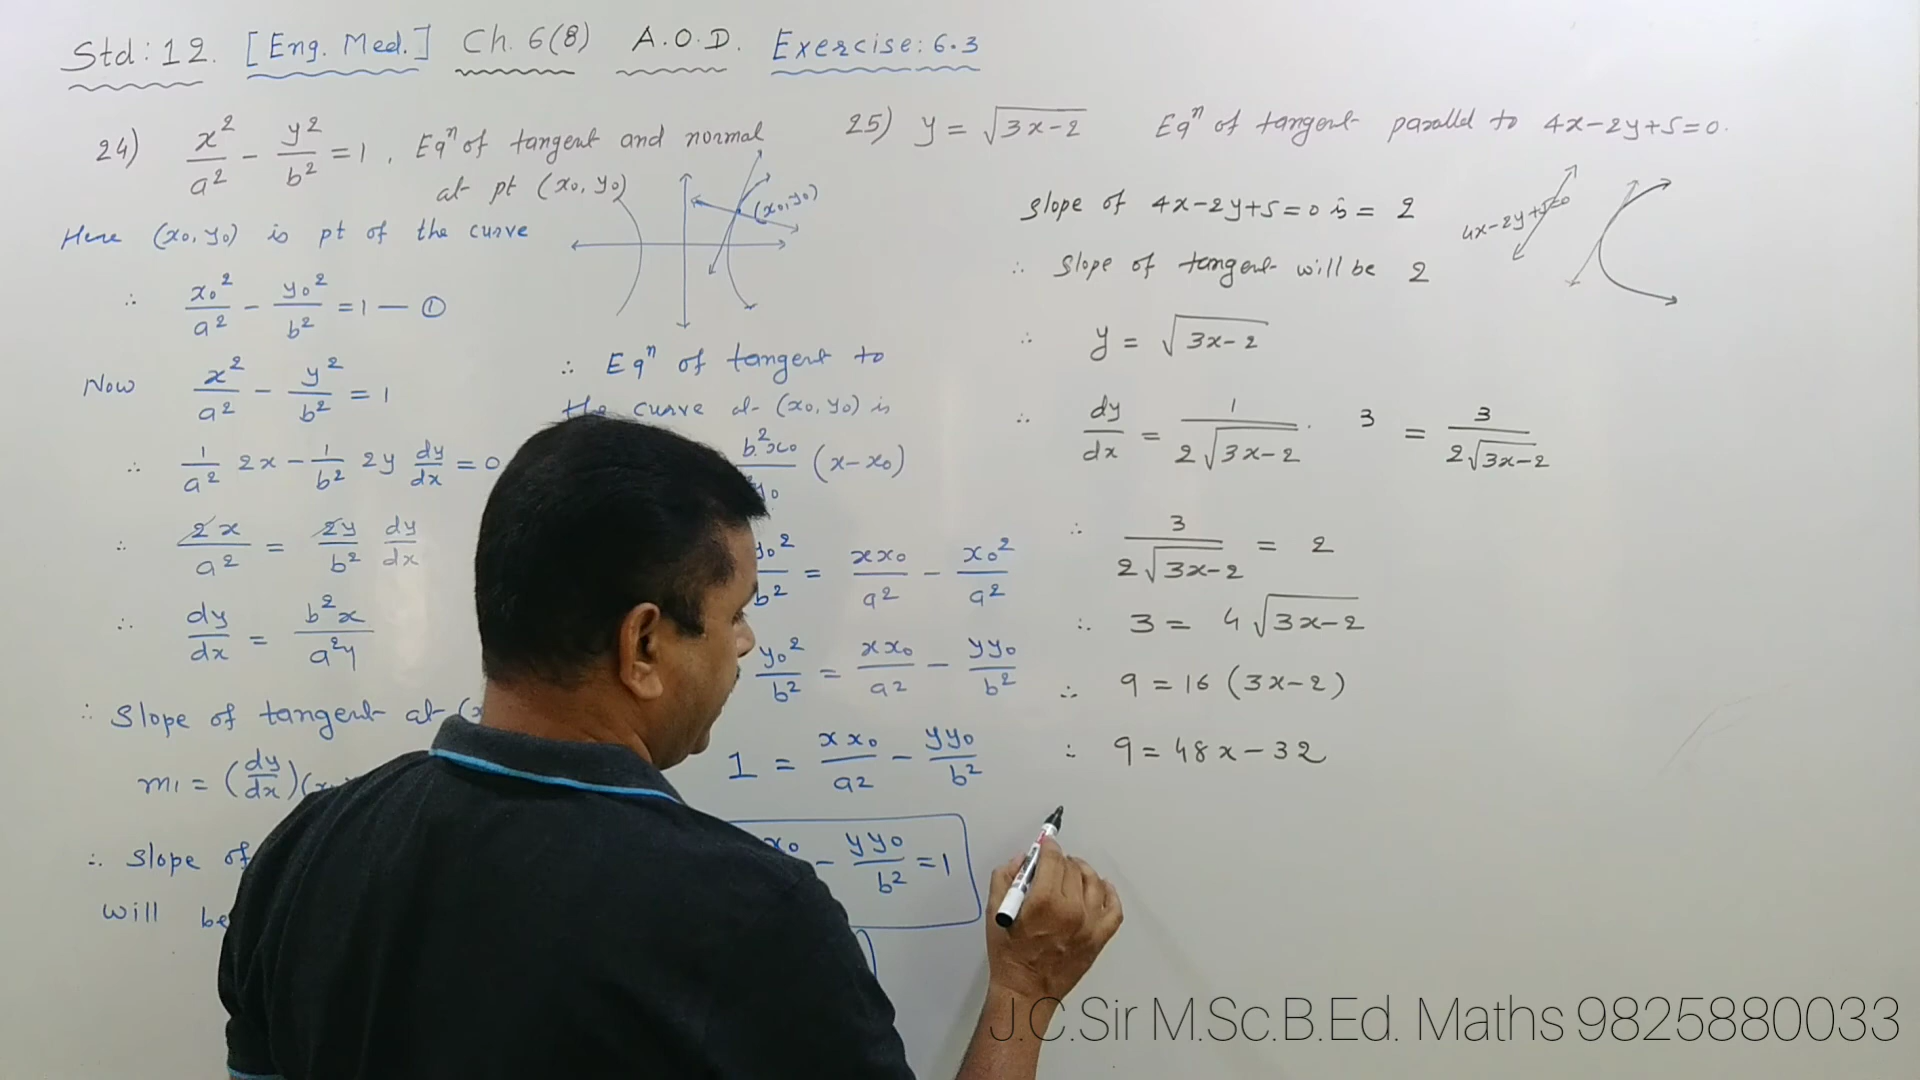 Std: 12. [Eng. Med.] Ch. 6(8) A.O.D. Exercise: 6.3
24) x²/a² - y²/b² = 1, Eqⁿ of tangent and normal
at pt (x₀, y₀)
(x₀, y₀)
Here (x₀, y₀) is pt of the curve
∴ x₀²/a² - y₀²/b² = 1 — ①
Now x²/a² - y²/b² = 1
∴ 1/a² 2x - 1/b² 2y dy/dx = 0
∴ 2x/a² = 2y/b² dy/dx
∴ dy/dx = b²x/a²y
∴ Slope of tangent at
m₁ = (dy/dx)
∴ Slope of
will be
∴ Eqⁿ of tangent to
the curve at (x₀, y₀) is
b²x₀ (x - x₀)
y₀²/b² = xx₀/a² - x₀²/a²
y₀²/b² = xx₀/a² - yy₀/b²
1 = xx₀/a² - yy₀/b²
x₀ - yy₀/b² = 1
25) y = √(3x-2) Eqⁿ of tangent parallel to 4x-2y+5=0.
slope of 4x-2y+5=0 is = 2
4x-2y+5=0
∴ Slope of tangent will be 2
∴ y = √(3x-2)
∴ dy/dx = 1/(2√(3x-2)) · 3 = 3/(2√(3x-2))
∴ 3/(2√(3x-2)) = 2
∴ 3 = 4√(3x-2)
∴ 9 = 16(3x-2)
∴ 9 = 48x-32
J.C.Sir M.Sc.B.Ed. Maths 9825880033